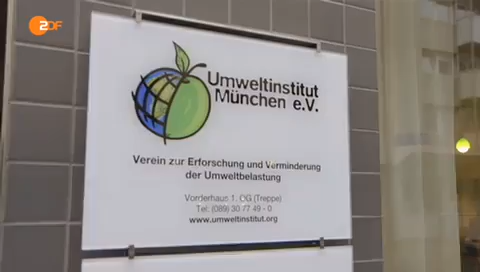 ZDF
Umweltinstitut
München e.V.
Verein zur Erforschung und Verminderung
der Umweltbelastung
Vorderhaus 1. OG (Treppe)
Tel: (089) 30 77 49 - 0
www.umweltinstitut.org